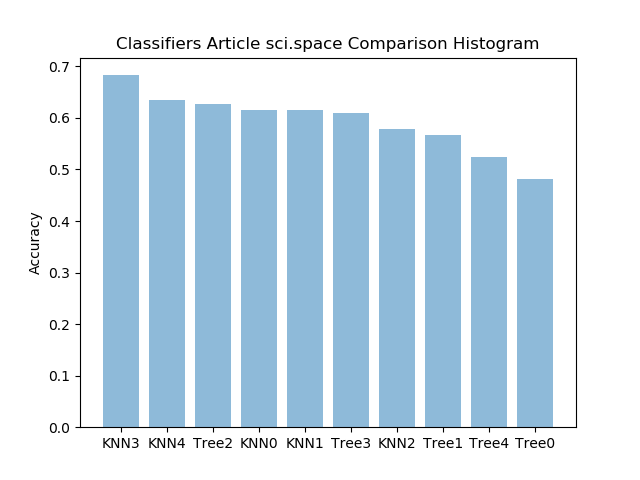 Classifiers Article sci.space Comparison Histogram
Accuracy
0.7
0.6
0.5
0.4
0.3
0.2
0.1
0.0
KNN3 KNN4 Tree2 KNN0 KNN1 Tree3 KNN2 Tree1 Tree4 Tree0